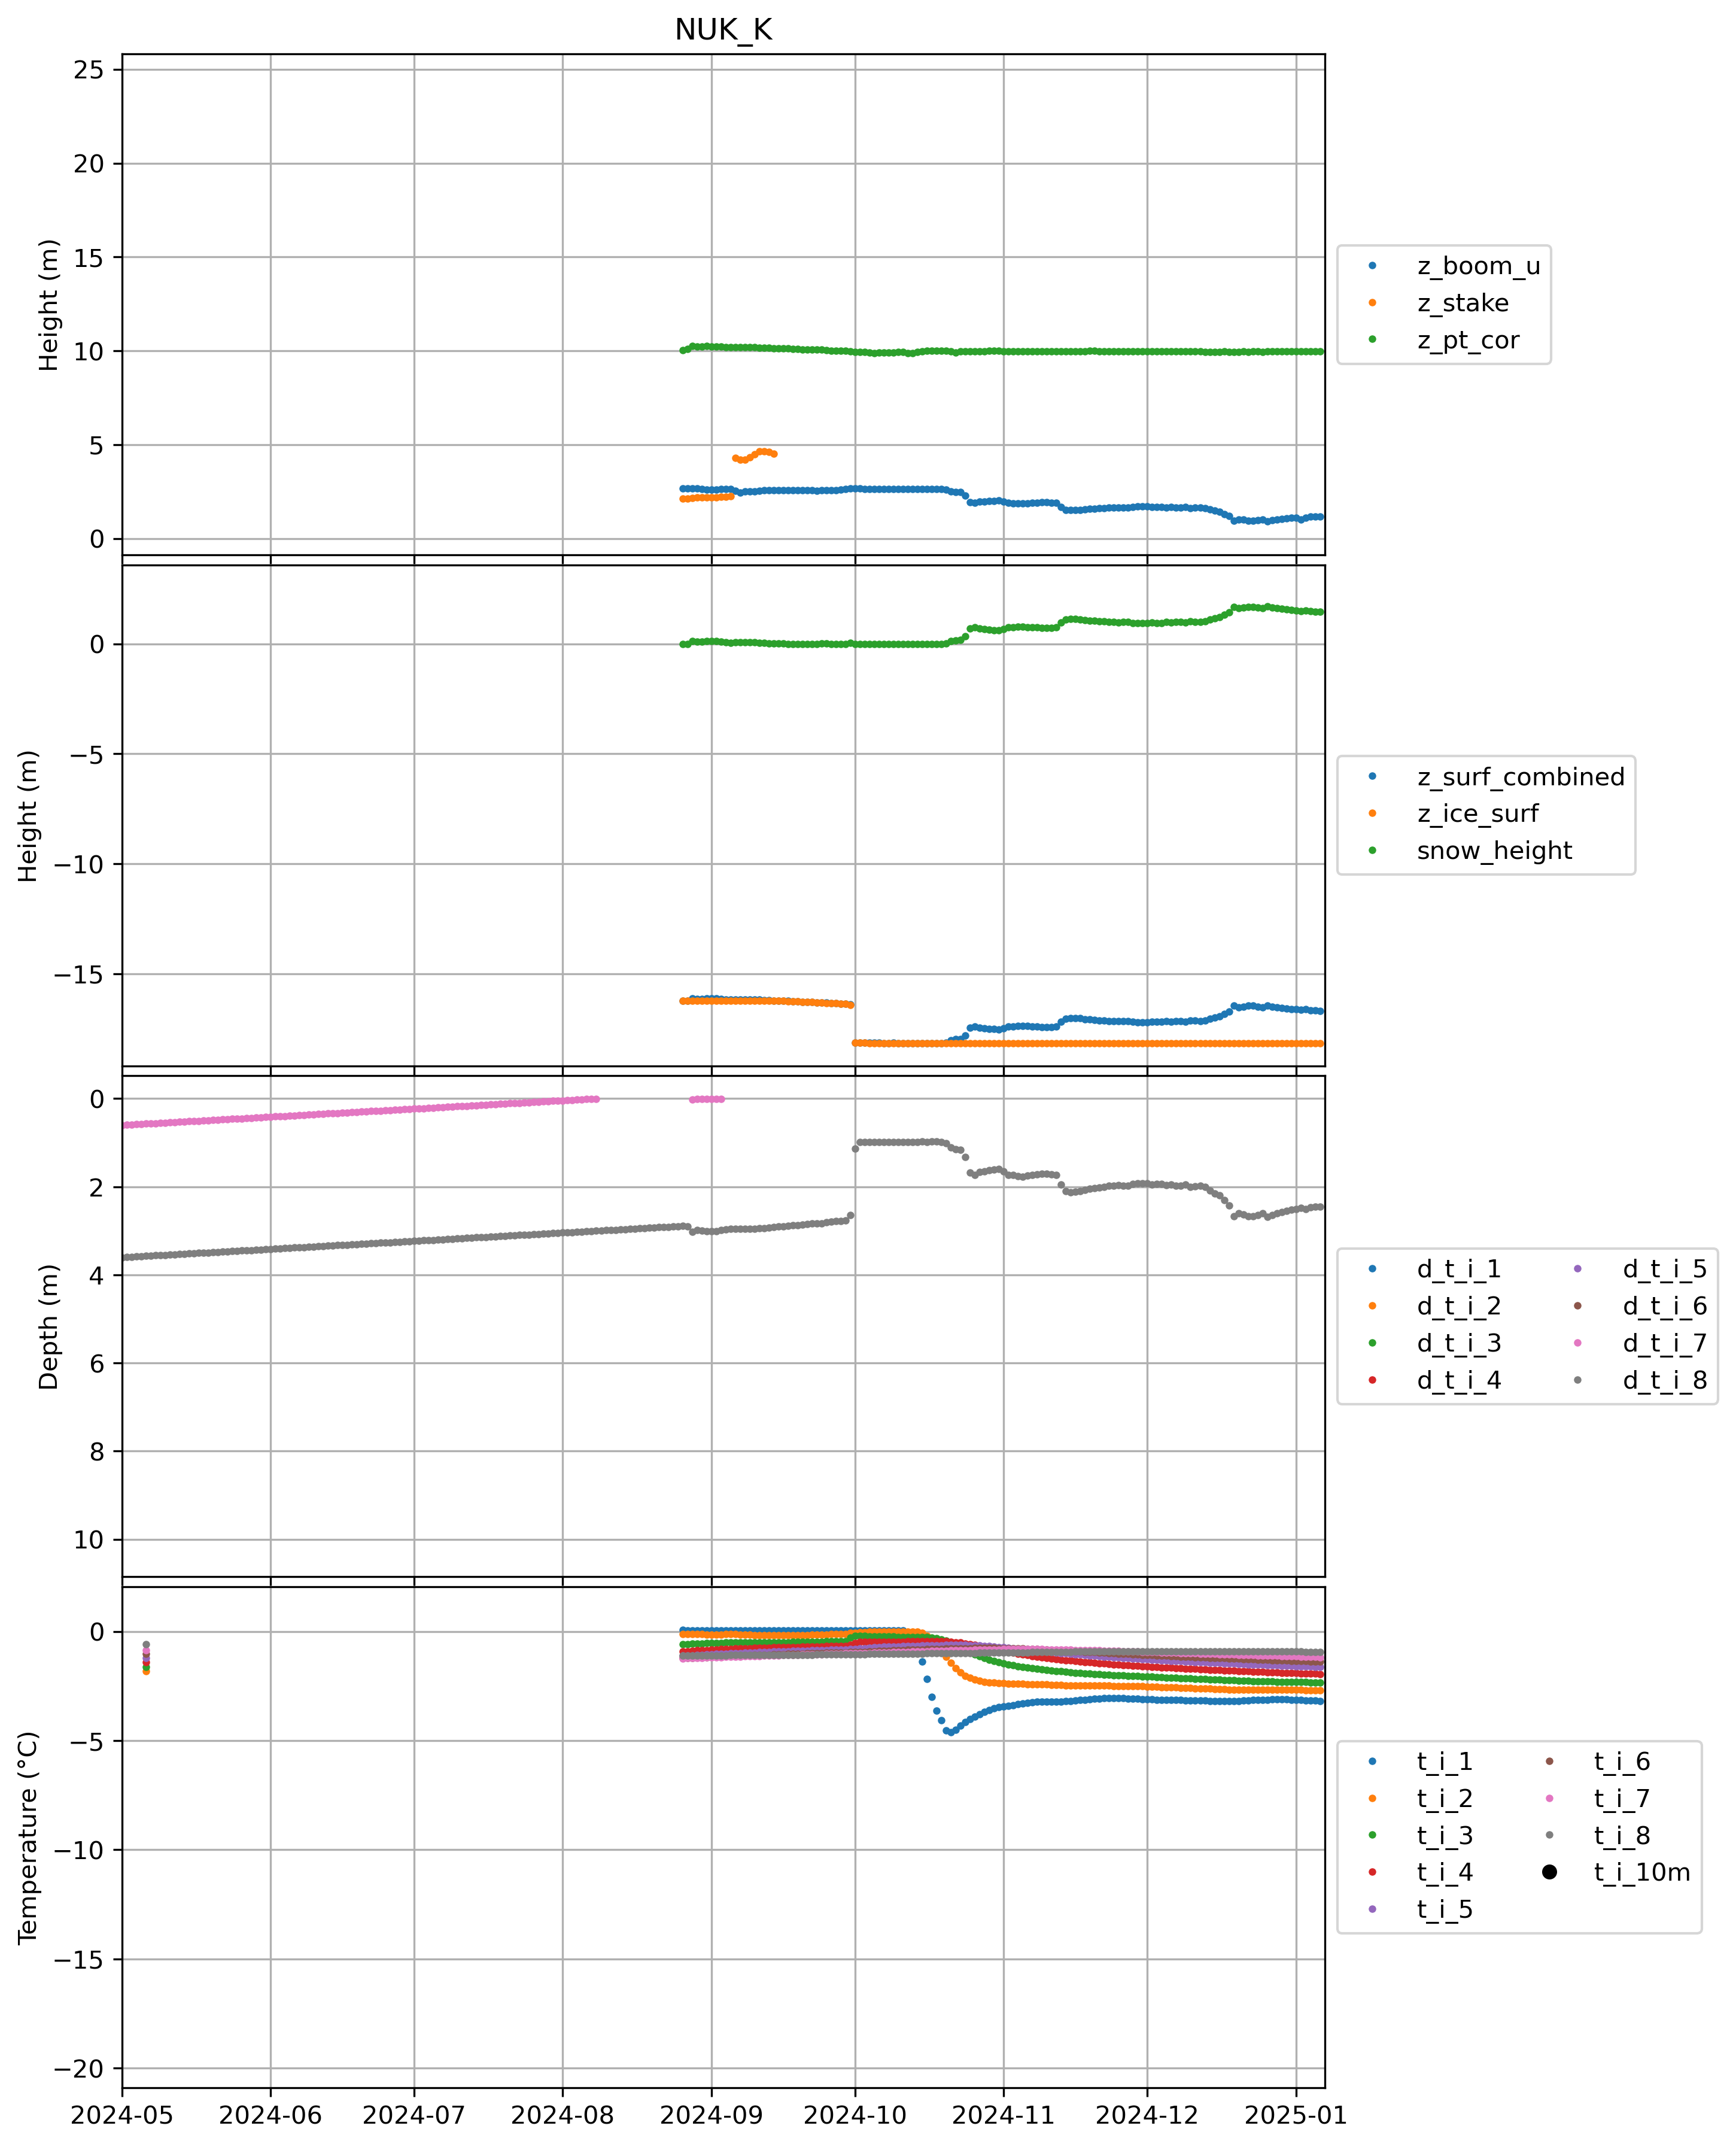 NUK_K
25
20
15
10
5
0
Height (m)
z_boom_u
z_stake
z_pt_cor
0
−5
−10
−15
Height (m)
z_surf_combined
z_ice_surf
snow_height
0
2
4
6
8
10
Depth (m)
d_t_i_1 d_t_i_5
d_t_i_2 d_t_i_6
d_t_i_3 d_t_i_7
d_t_i_4 d_t_i_8
0
−5
−10
−15
−20
Temperature (°C)
t_i_1 t_i_6
t_i_2 t_i_7
t_i_3 t_i_8
t_i_4 t_i_10m
t_i_5
2024-05 2024-06 2024-07 2024-08 2024-09 2024-10 2024-11 2024-12 2025-01